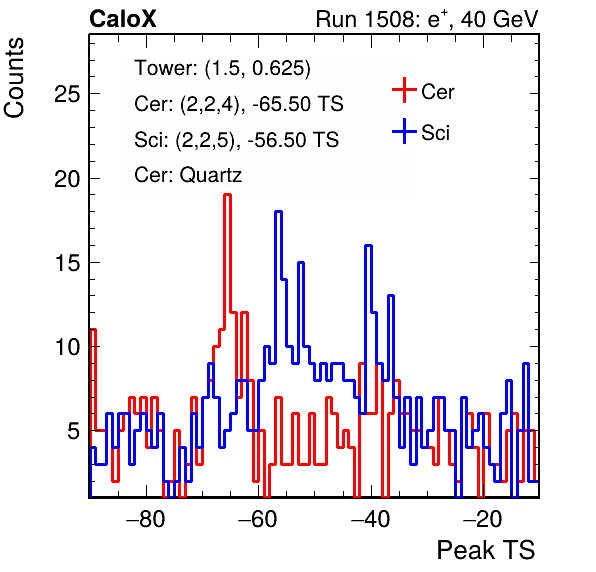 CaloX Run 1508: e⁺, 40 GeV
Counts
Tower: (1.5, 0.625)
Cer: (2,2,4), -65.50 TS
Sci: (2,2,5), -56.50 TS
Cer: Quartz
Cer
Sci
25
20
15
10
5
−80 −60 −40 −20
Peak TS